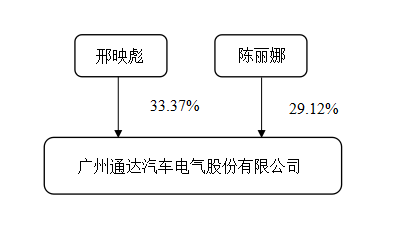 邢映彪
陈丽娜
33.37%
29.12%
广州通达汽车电气股份有限公司